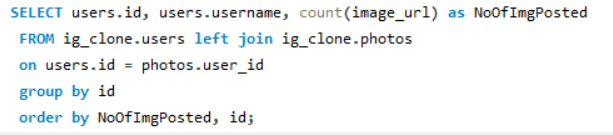 SELECT users.id, users.username, count(image_url) as NoOfImgPosted
FROM ig_clone.users left join ig_clone.photos
on users.id = photos.user_id
group by id
order by NoOfImgPosted, id;